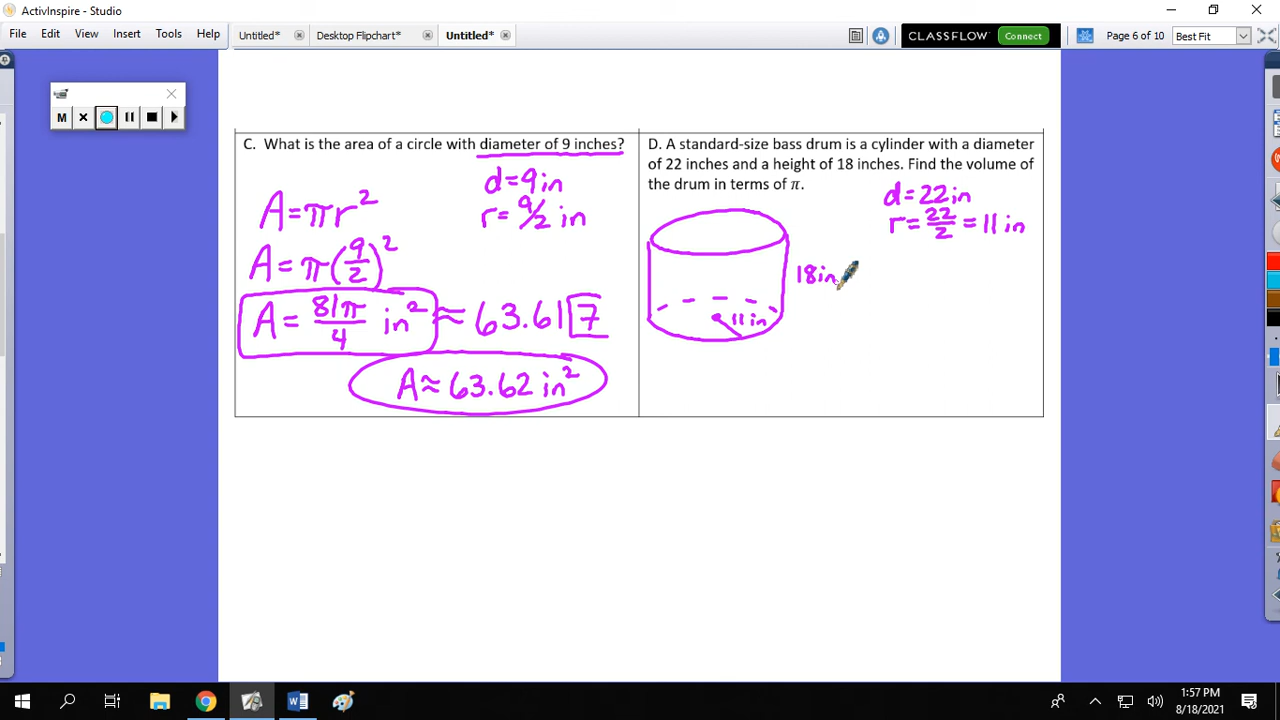 ActivInspire - Studio
File Edit View Insert Tools Help
Untitled* Desktop Flipchart* Untitled*
CLASSFLOW Connect
Page 6 of 10 Best Fit
M
C. What is the area of a circle with diameter of 9 inches?
d=9in
r=9/2 in
A=πr²
A=π(9/2)²
A=81π/4 in² ≈ 63.617
A≈63.62 in²
D. A standard-size bass drum is a cylinder with a diameter
of 22 inches and a height of 18 inches. Find the volume of
the drum in terms of π.
d=22in
r=22/2=11 in
18in
11 in
1:57 PM
8/18/2021